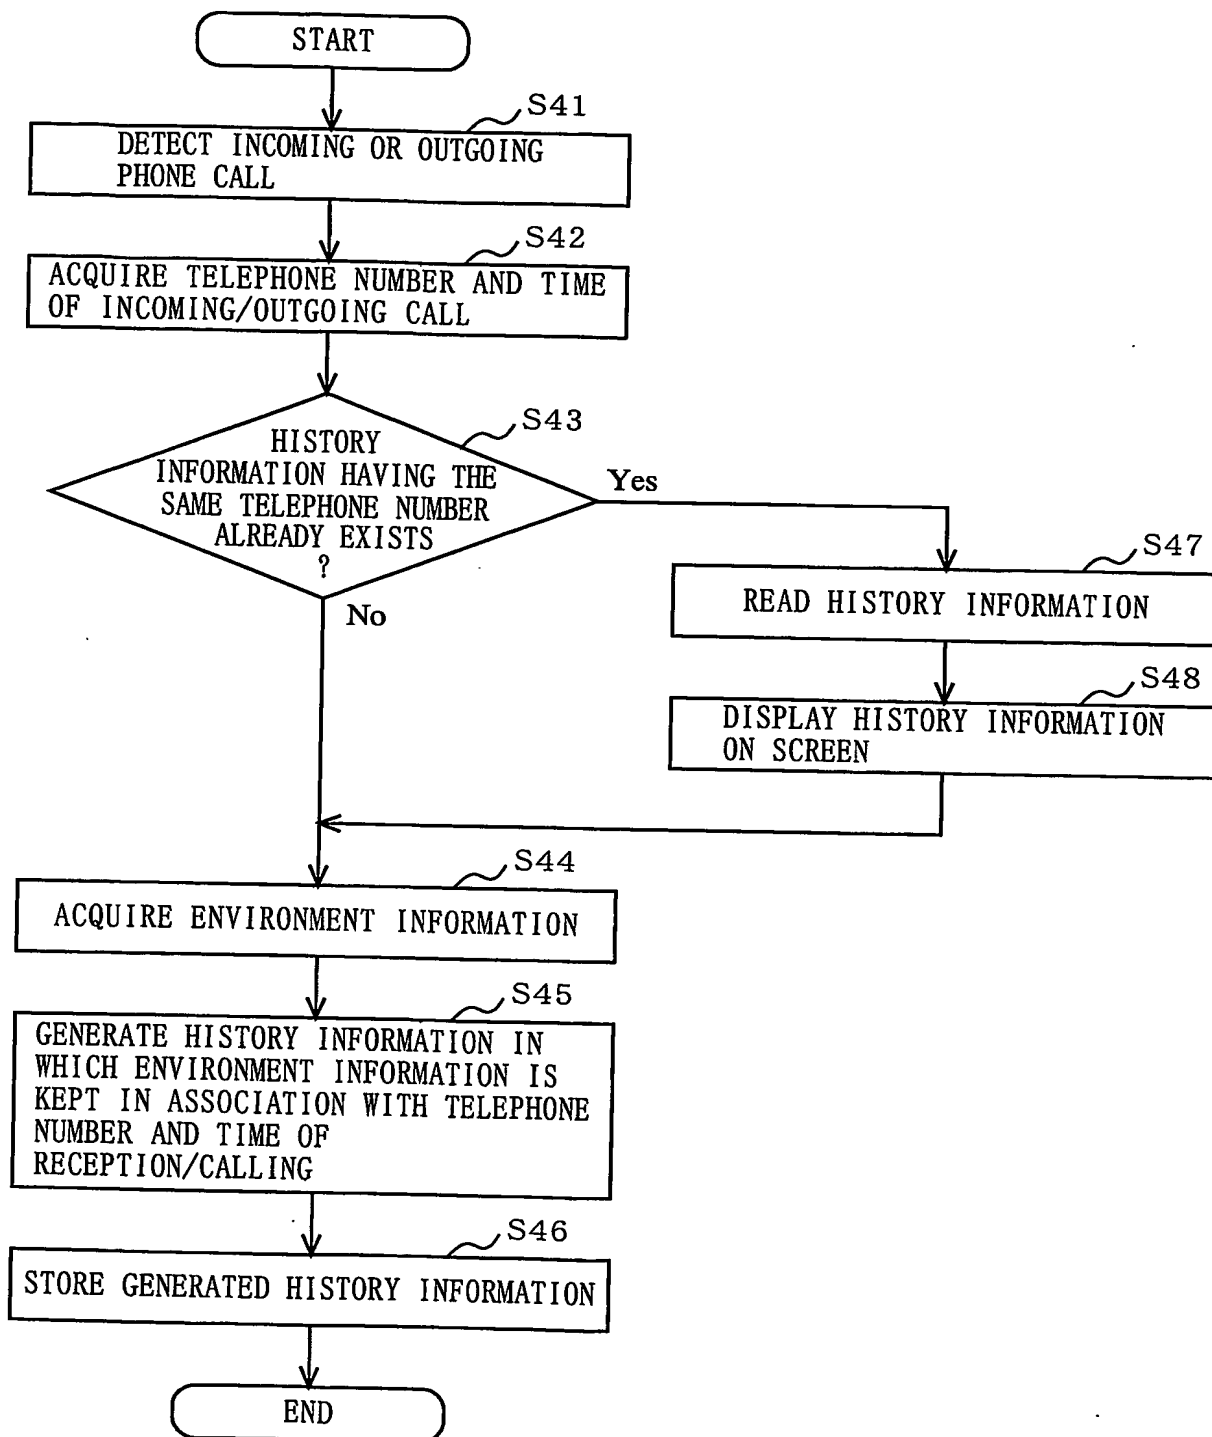 START
S41
DETECT INCOMING OR OUTGOING
PHONE CALL
S42
ACQUIRE TELEPHONE NUMBER AND TIME
OF INCOMING/OUTGOING CALL
S43
HISTORY
INFORMATION HAVING THE
SAME TELEPHONE NUMBER
ALREADY EXISTS
?
Yes
No
S47
READ HISTORY INFORMATION
S48
DISPLAY HISTORY INFORMATION
ON SCREEN
S44
ACQUIRE ENVIRONMENT INFORMATION
S45
GENERATE HISTORY INFORMATION IN
WHICH ENVIRONMENT INFORMATION IS
KEPT IN ASSOCIATION WITH TELEPHONE
NUMBER AND TIME OF
RECEPTION/CALLING
S46
STORE GENERATED HISTORY INFORMATION
END